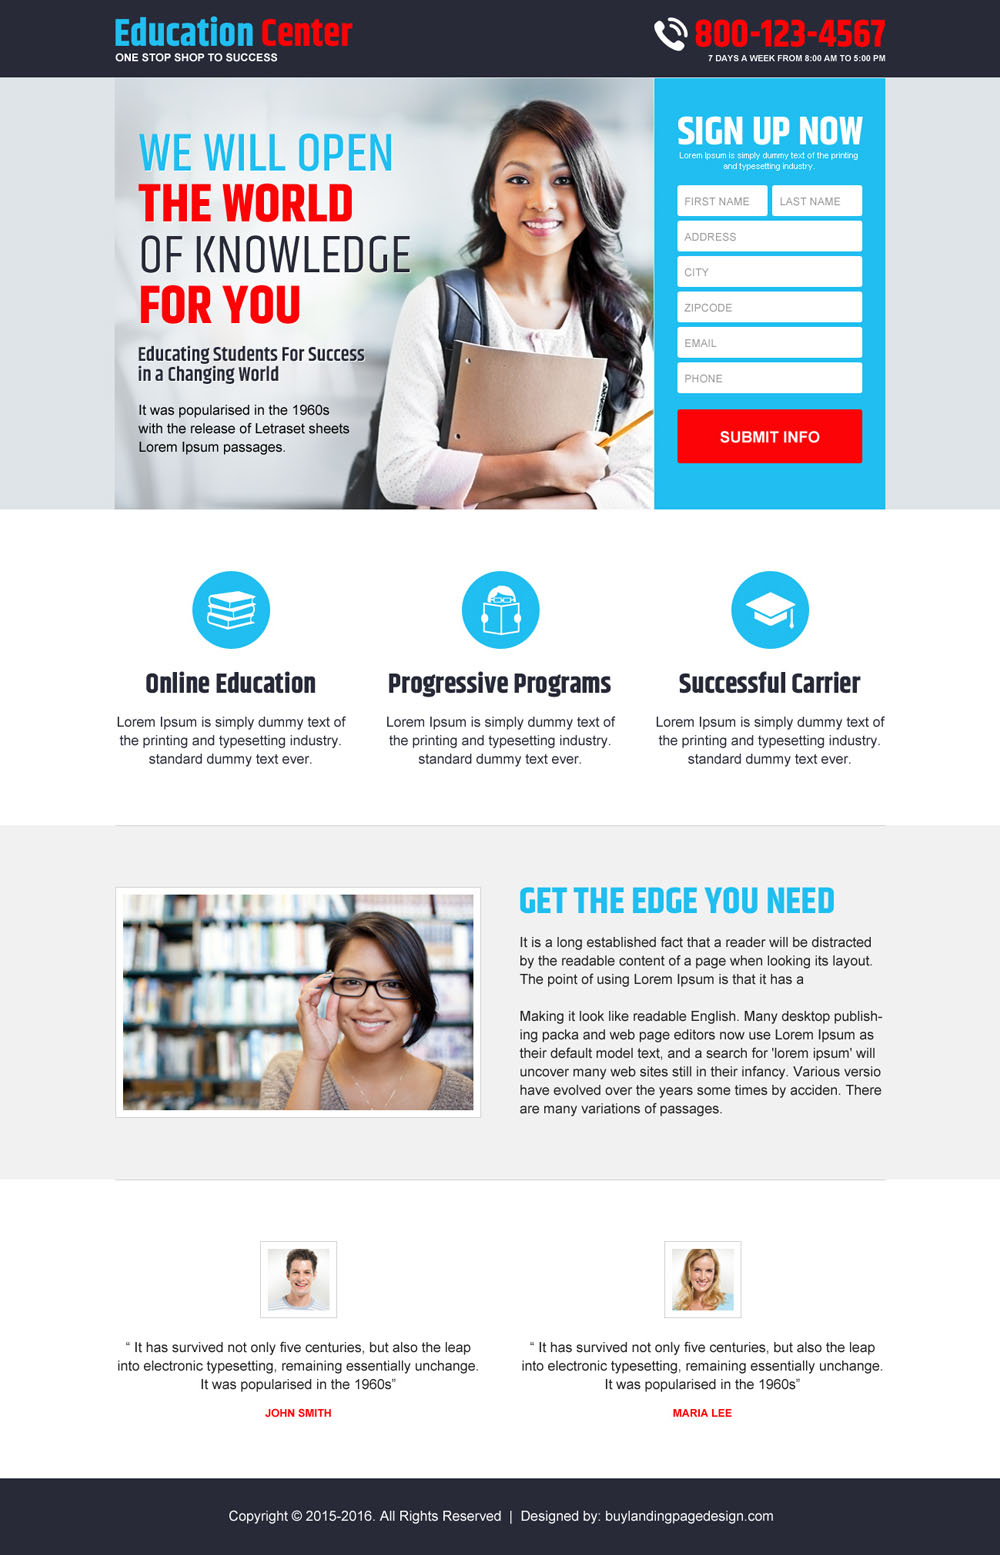 Education Center
ONE STOP SHOP TO SUCCESS
800-123-4567
7 DAYS A WEEK FROM 8:00 AM TO 5:00 PM
WE WILL OPEN
THE WORLD
OF KNOWLEDGE
FOR YOU
Educating Students For Success
in a Changing World
It was popularised in the 1960s
with the release of Letraset sheets
Lorem Ipsum passages.
SIGN UP NOW
Lorem Ipsum is simply dummy text of the printing
and typesetting industry.
FIRST NAME
LAST NAME
ADDRESS
CITY
ZIPCODE
EMAIL
PHONE
SUBMIT INFO
Online Education
Lorem Ipsum is simply dummy text of
the printing and typesetting industry.
standard dummy text ever.
Progressive Programs
Lorem Ipsum is simply dummy text of
the printing and typesetting industry.
standard dummy text ever.
Successful Carrier
Lorem Ipsum is simply dummy text of
the printing and typesetting industry.
standard dummy text ever.
GET THE EDGE YOU NEED
It is a long established fact that a reader will be distracted
by the readable content of a page when looking its layout.
The point of using Lorem Ipsum is that it has a
Making it look like readable English. Many desktop publish-
ing packa and web page editors now use Lorem Ipsum as
their default model text, and a search for 'lorem ipsum' will
uncover many web sites still in their infancy. Various versio
have evolved over the years some times by acciden. There
are many variations of passages.
“ It has survived not only five centuries, but also the leap
into electronic typesetting, remaining essentially unchange.
It was popularised in the 1960s”
JOHN SMITH
“ It has survived not only five centuries, but also the leap
into electronic typesetting, remaining essentially unchange.
It was popularised in the 1960s”
MARIA LEE
Copyright © 2015-2016. All Rights Reserved | Designed by: buylandingpagedesign.com